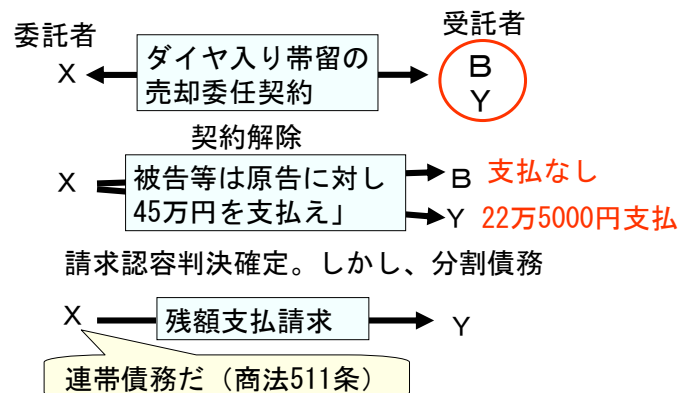 委託者
受託者
X
ダイヤ入り帯留の
売却委任契約
B
Y
契約解除
X
被告等は原告に対し
45万円を支払え」
B 支払なし
Y 22万5000円支払
請求認容判決確定。しかし、分割債務
X
残額支払請求
Y
連帯債務だ（商法511条）